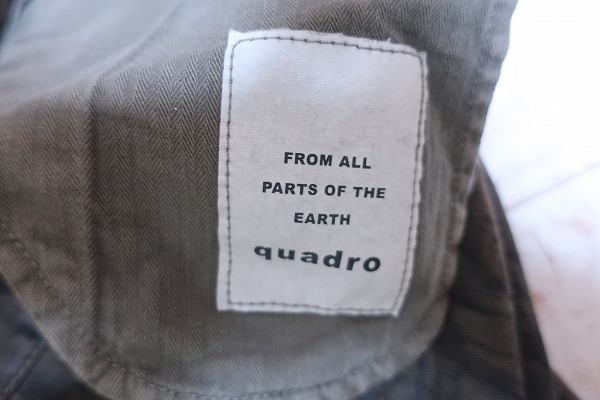 FROM ALL
PARTS OF THE
EARTH
quadro